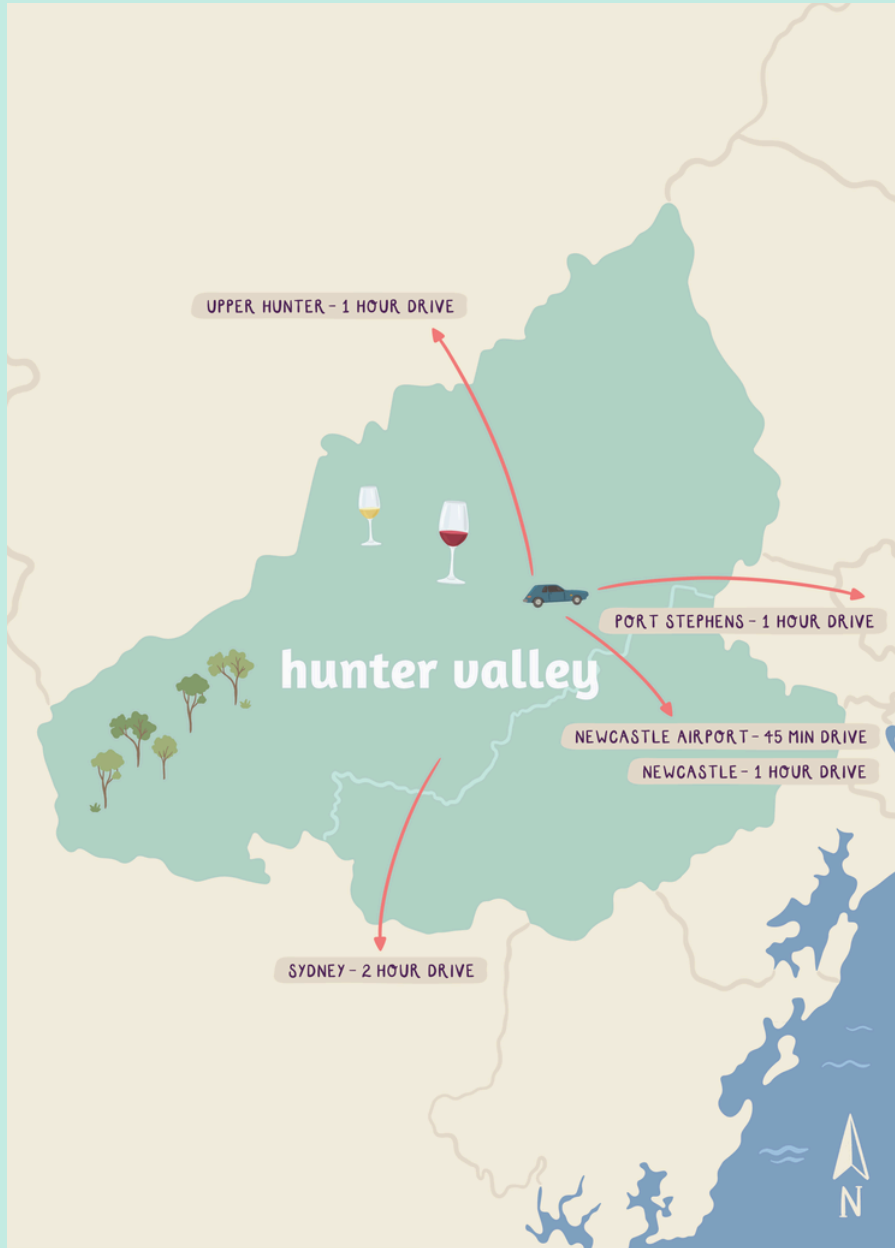 UPPER HUNTER - 1 HOUR DRIVE
PORT STEPHENS - 1 HOUR DRIVE
hunter valley
NEWCASTLE AIRPORT - 45 MIN DRIVE
NEWCASTLE - 1 HOUR DRIVE
SYDNEY - 2 HOUR DRIVE
N